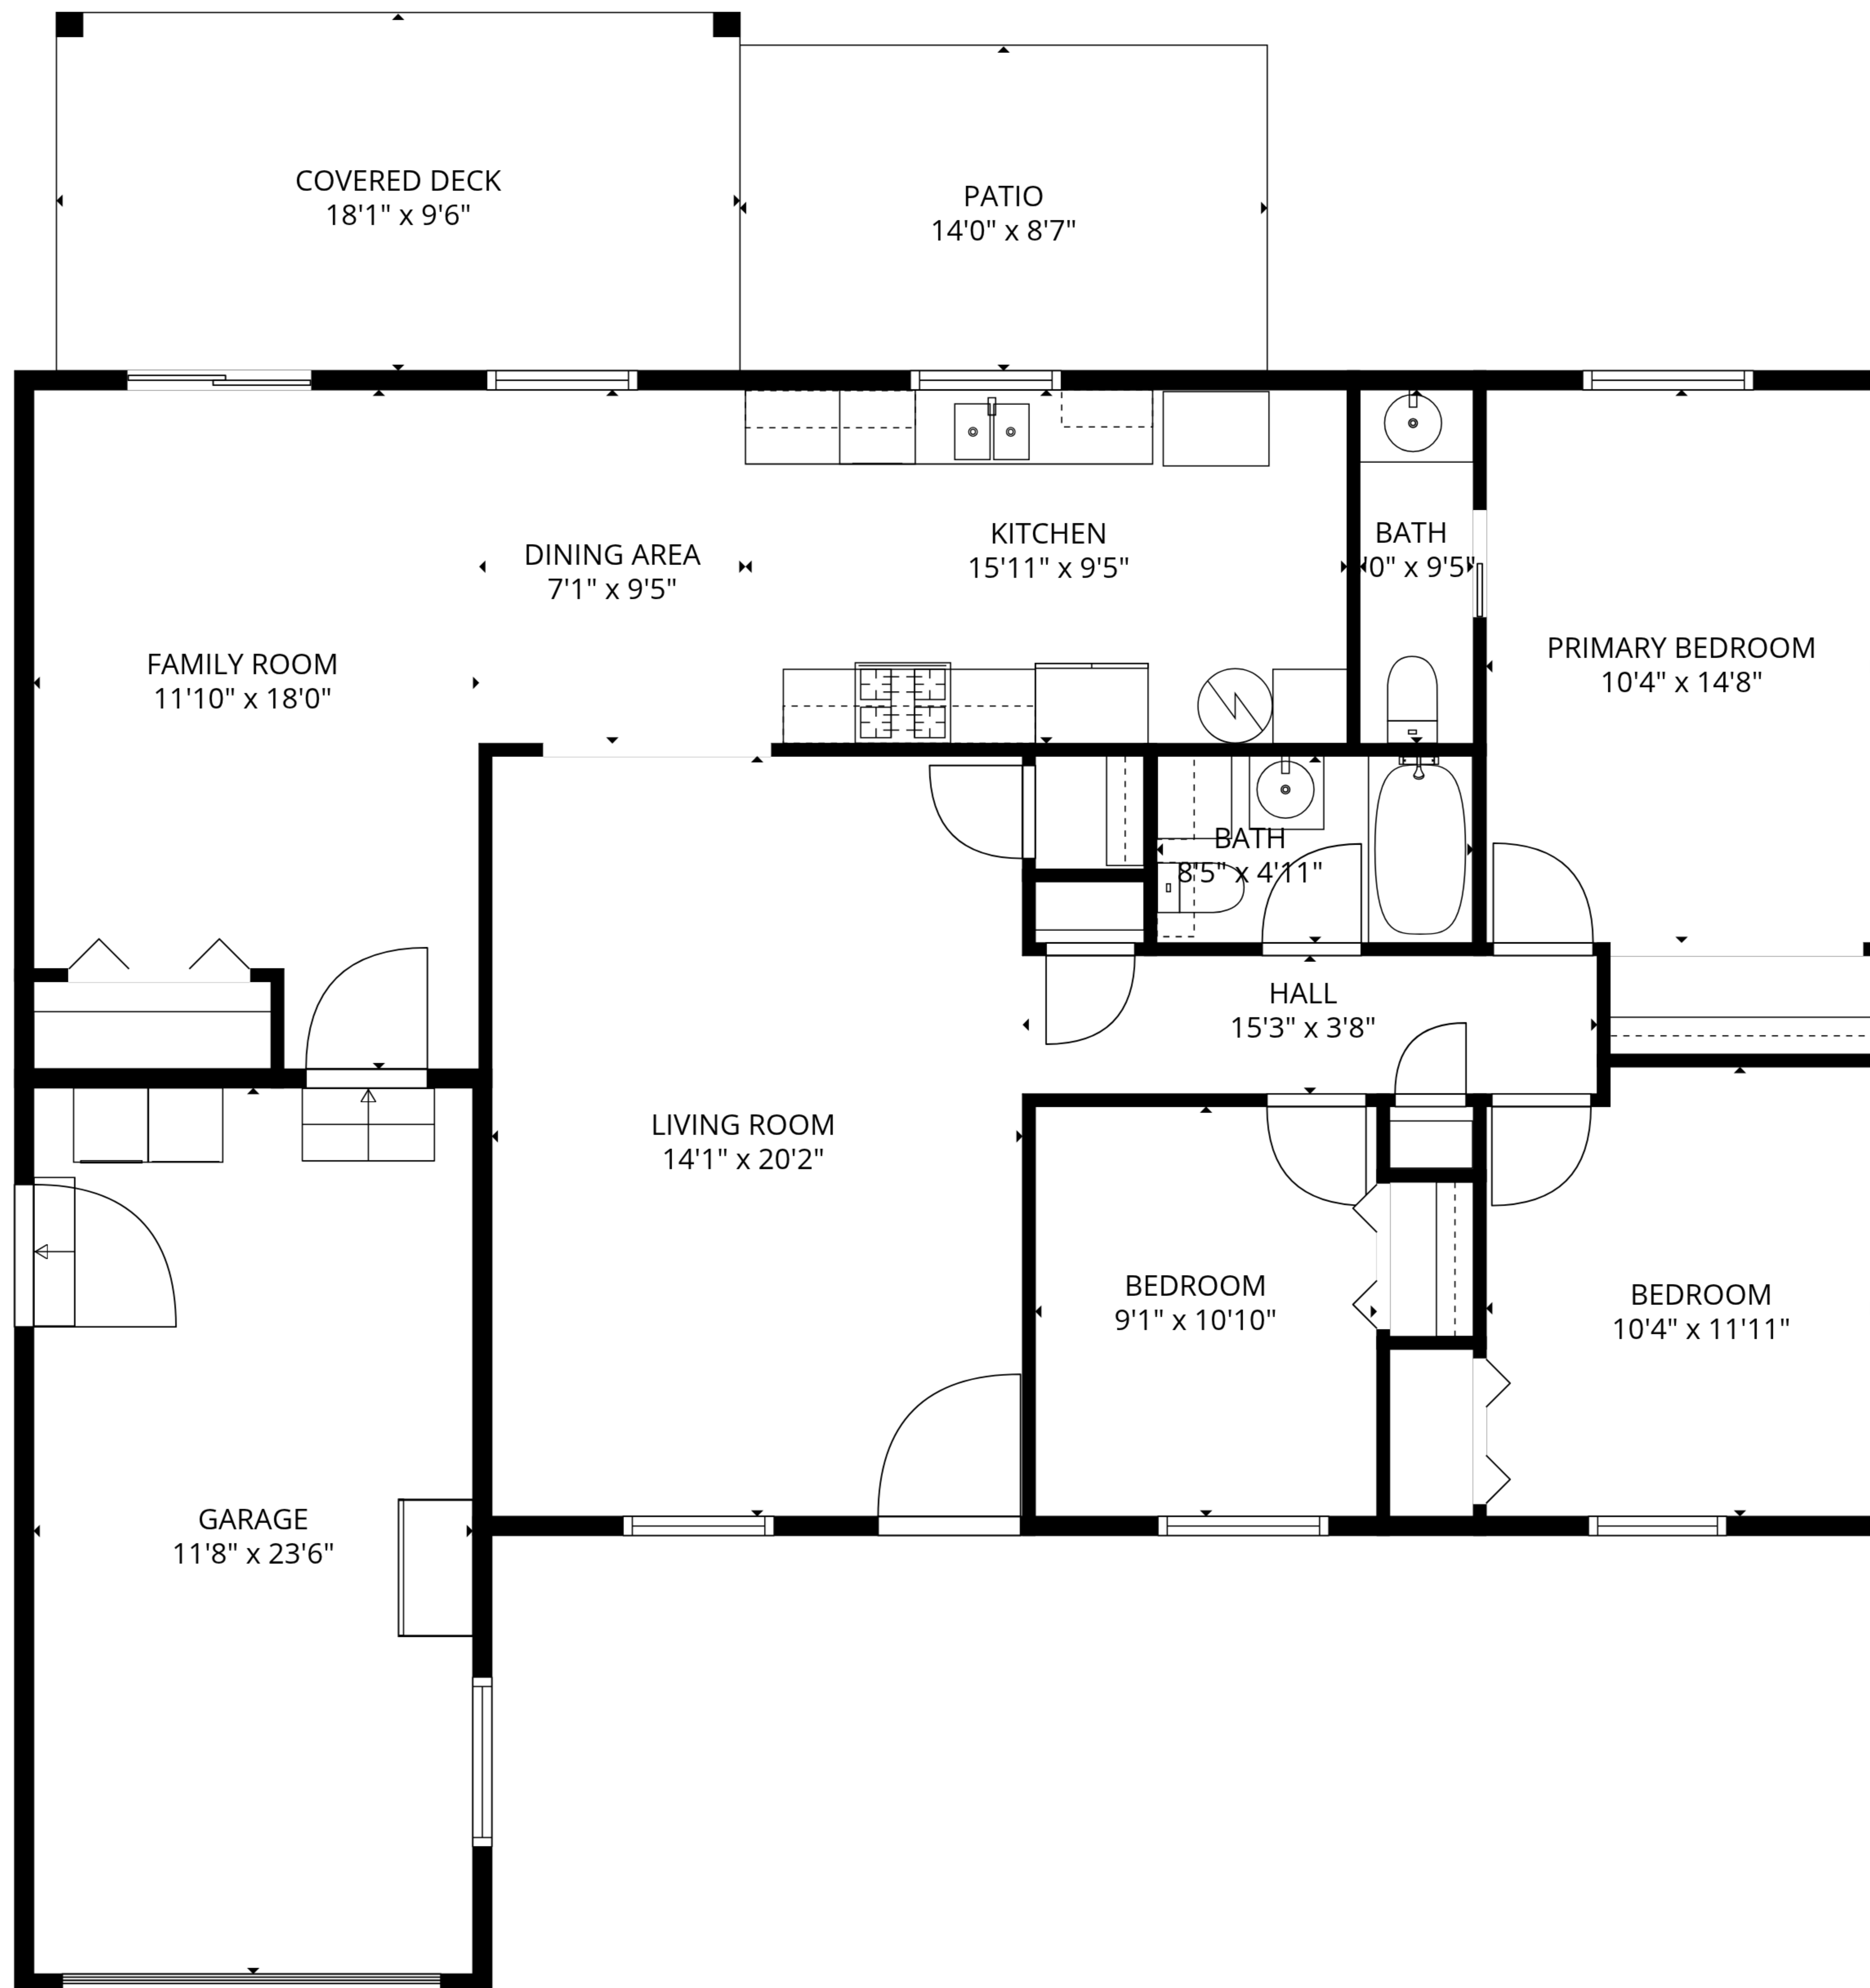 COVERED DECK
18'1" x 9'6"
PATIO
14'0" x 8'7"
KITCHEN
15'11" x 9'5"
BATH
'0" x 9'5"
DINING AREA
7'1" x 9'5"
FAMILY ROOM
11'10" x 18'0"
PRIMARY BEDROOM
10'4" x 14'8"
BATH
8'5" x 4'11"
HALL
15'3" x 3'8"
LIVING ROOM
14'1" x 20'2"
BEDROOM
9'1" x 10'10"
BEDROOM
10'4" x 11'11"
GARAGE
11'8" x 23'6"